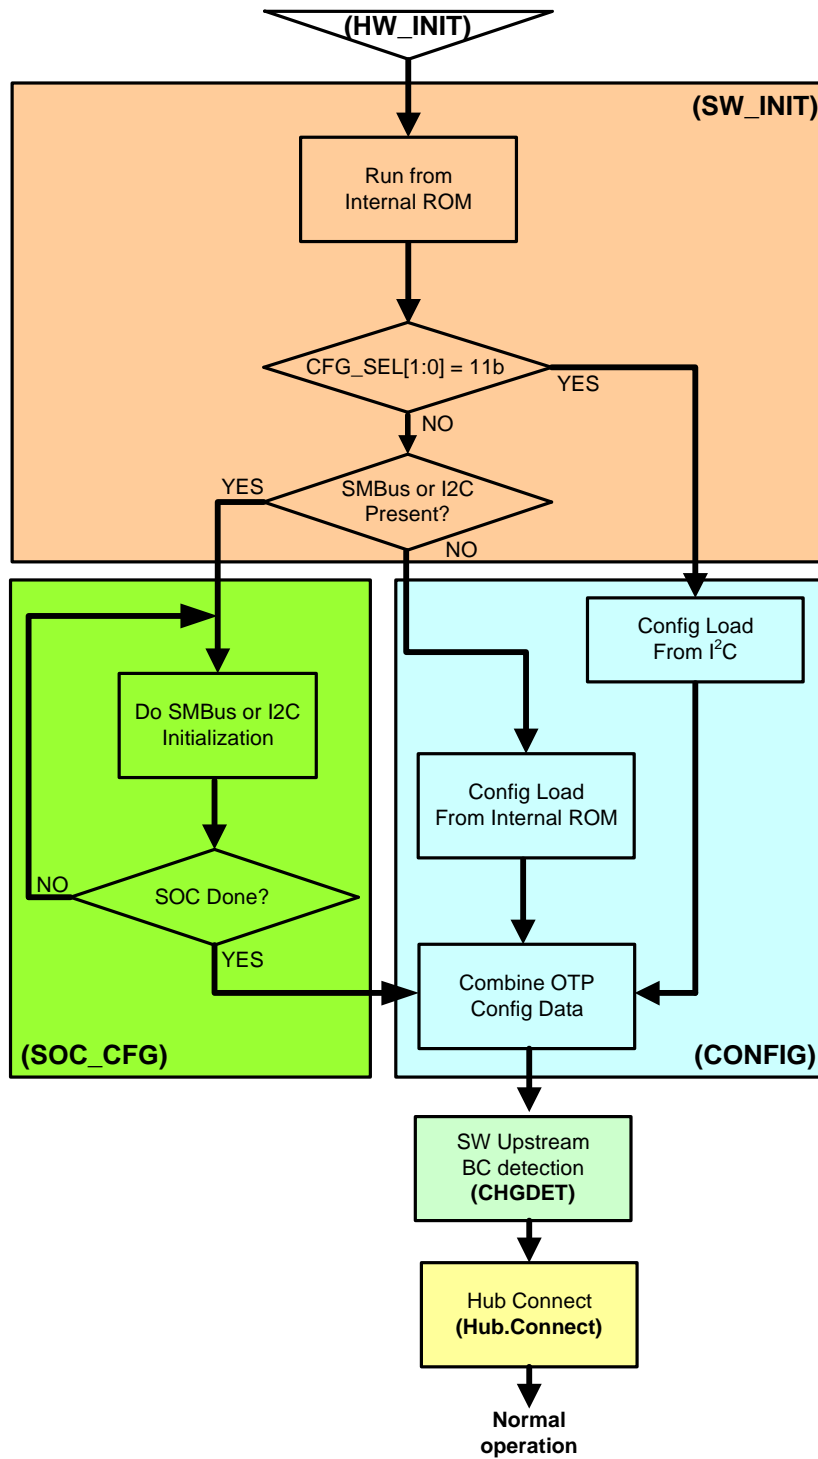 (HW_INIT)
(SW_INIT)
Run from
Internal ROM
CFG_SEL[1:0] = 11b
YES
NO
SMBus or I2C
Present?
YES
NO
Config Load
From I²C
Do SMBus or I2C
Initialization
Config Load
From Internal ROM
SOC Done?
NO
YES
Combine OTP
Config Data
(SOC_CFG)
(CONFIG)
SW Upstream
BC detection
(CHGDET)
Hub Connect
(Hub.Connect)
Normal
operation